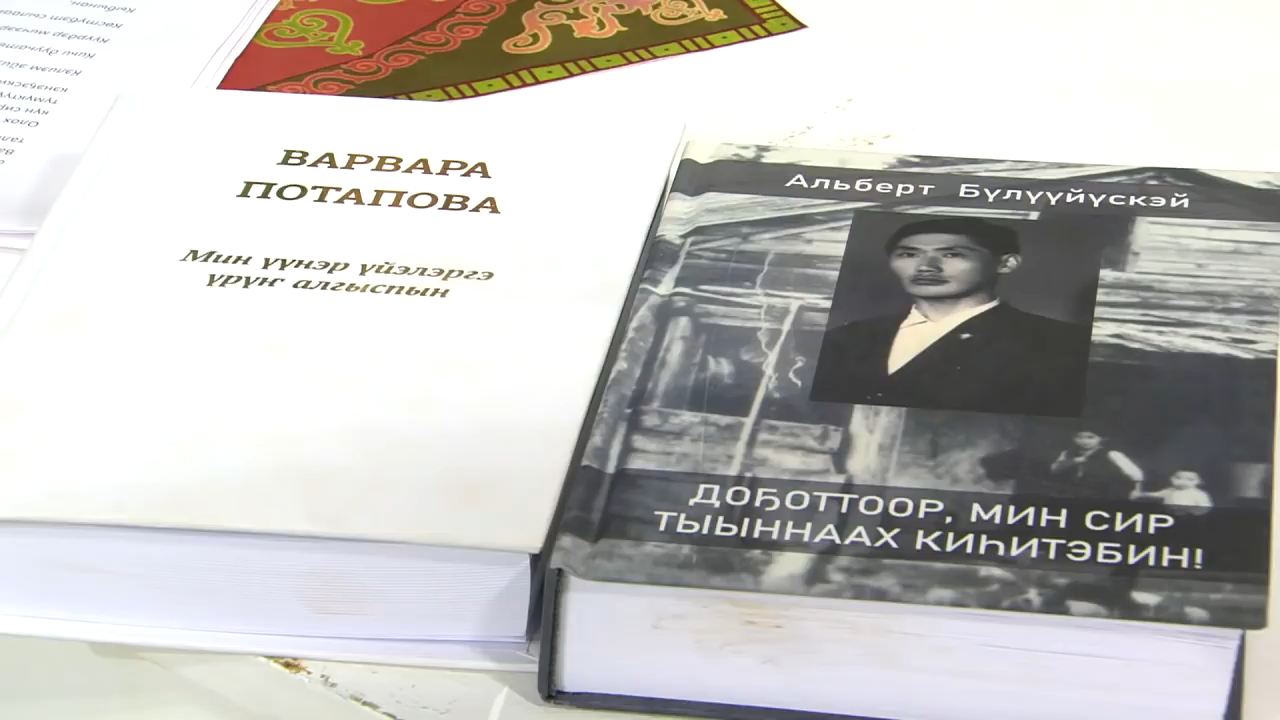 ВАРВАРА
ПОТАПОВА
Мин үүнэр үйэлэргэ
үрүҥ алгыспын
Альберт Бүлүүйүскэй
ДОҔОТТООР, МИН СИР
ТЫЫННААХ КИҺИТЭБИН!